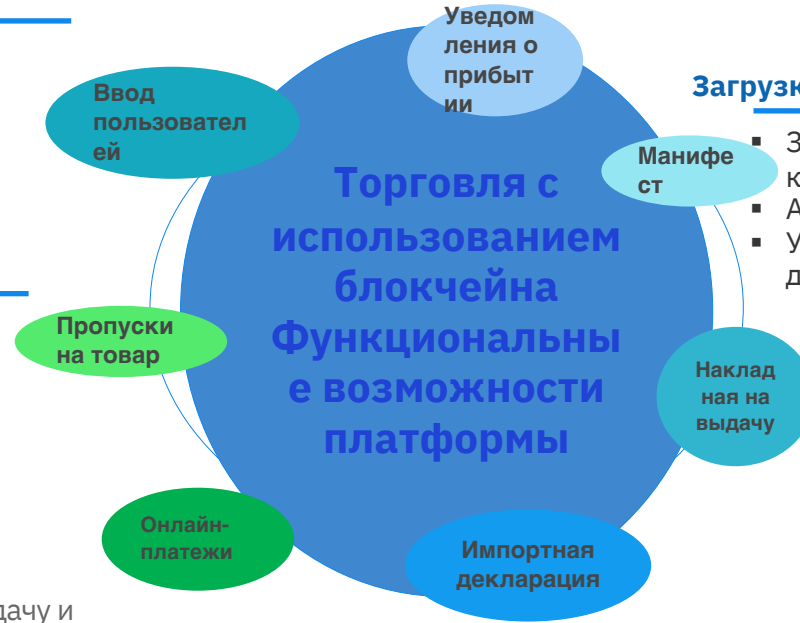 Уведом
ления о
прибыт
ии
Ввод
пользовател
ей
Загрузк
Манифе
ст
З
к
А
У
д
Торговля с
использованием
блокчейна
Функциональны
е возможности
платформы
Пропуски
на товар
Наклад
ная на
выдачу
Онлайн-
платежи
Импортная
декларация
дачу и